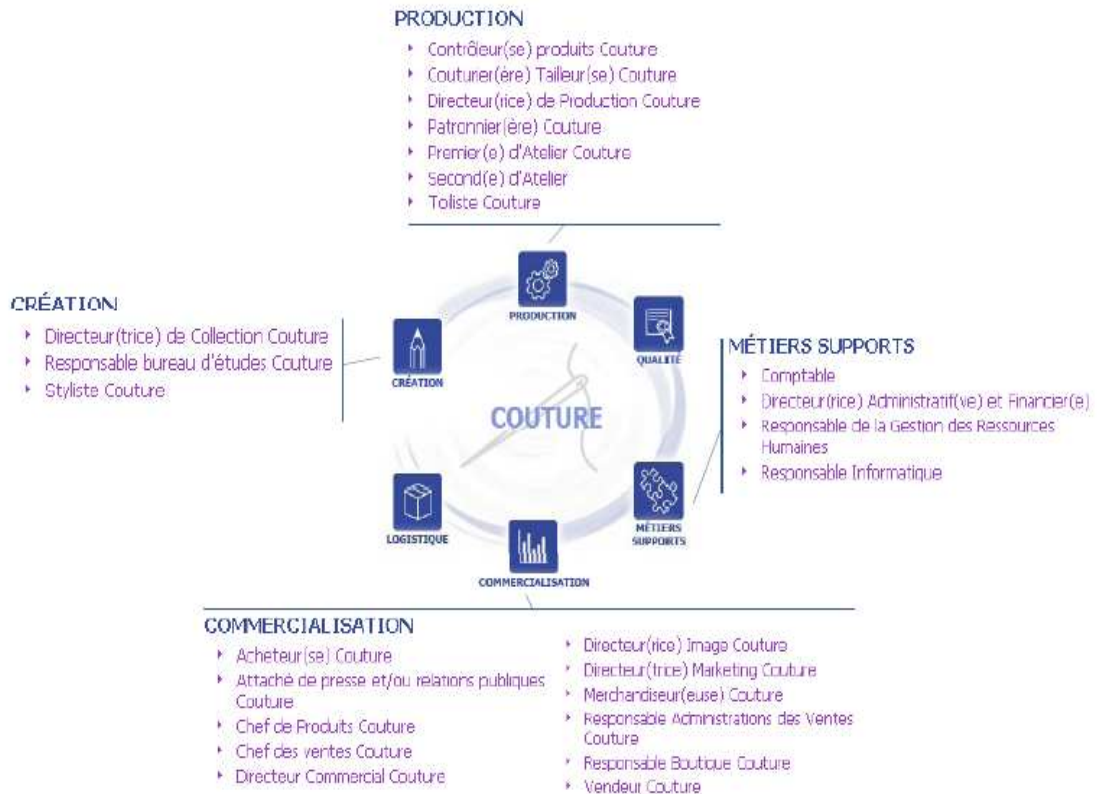 PRODUCTION
Contrôleur(se) produits Couture
Couturier(ère) Tailleur(se) Couture
Directeur(rice) de Production Couture
Patronnier(ère) Couture
Premier(e) d'Atelier Couture
Second(e) d'Atelier
Toliste Couture
CRÉATION
Directeur(trice) de Collection Couture
Responsable bureau d'études Couture
Styliste Couture
PRODUCTION
QUALITÉ
CRÉATION
COUTURE
LOGISTIQUE
MÉTIERS
SUPPORTS
COMMERCIALISATION
MÉTIERS SUPPORTS
Comptable
Directeur(rice) Administratif(ve) et Financier(e)
Responsable de la Gestion des Ressources
Humaines
Responsable Informatique
COMMERCIALISATION
Acheteur(se) Couture
Attaché de presse et/ou relations publiques
Couture
Chef de Produits Couture
Chef des ventes Couture
Directeur Commercial Couture
Directeur(rice) Image Couture
Directeur(trice) Marketing Couture
Merchandiseur(euse) Couture
Responsable Administrations des Ventes
Couture
Responsable Boutique Couture
Vendeur Couture